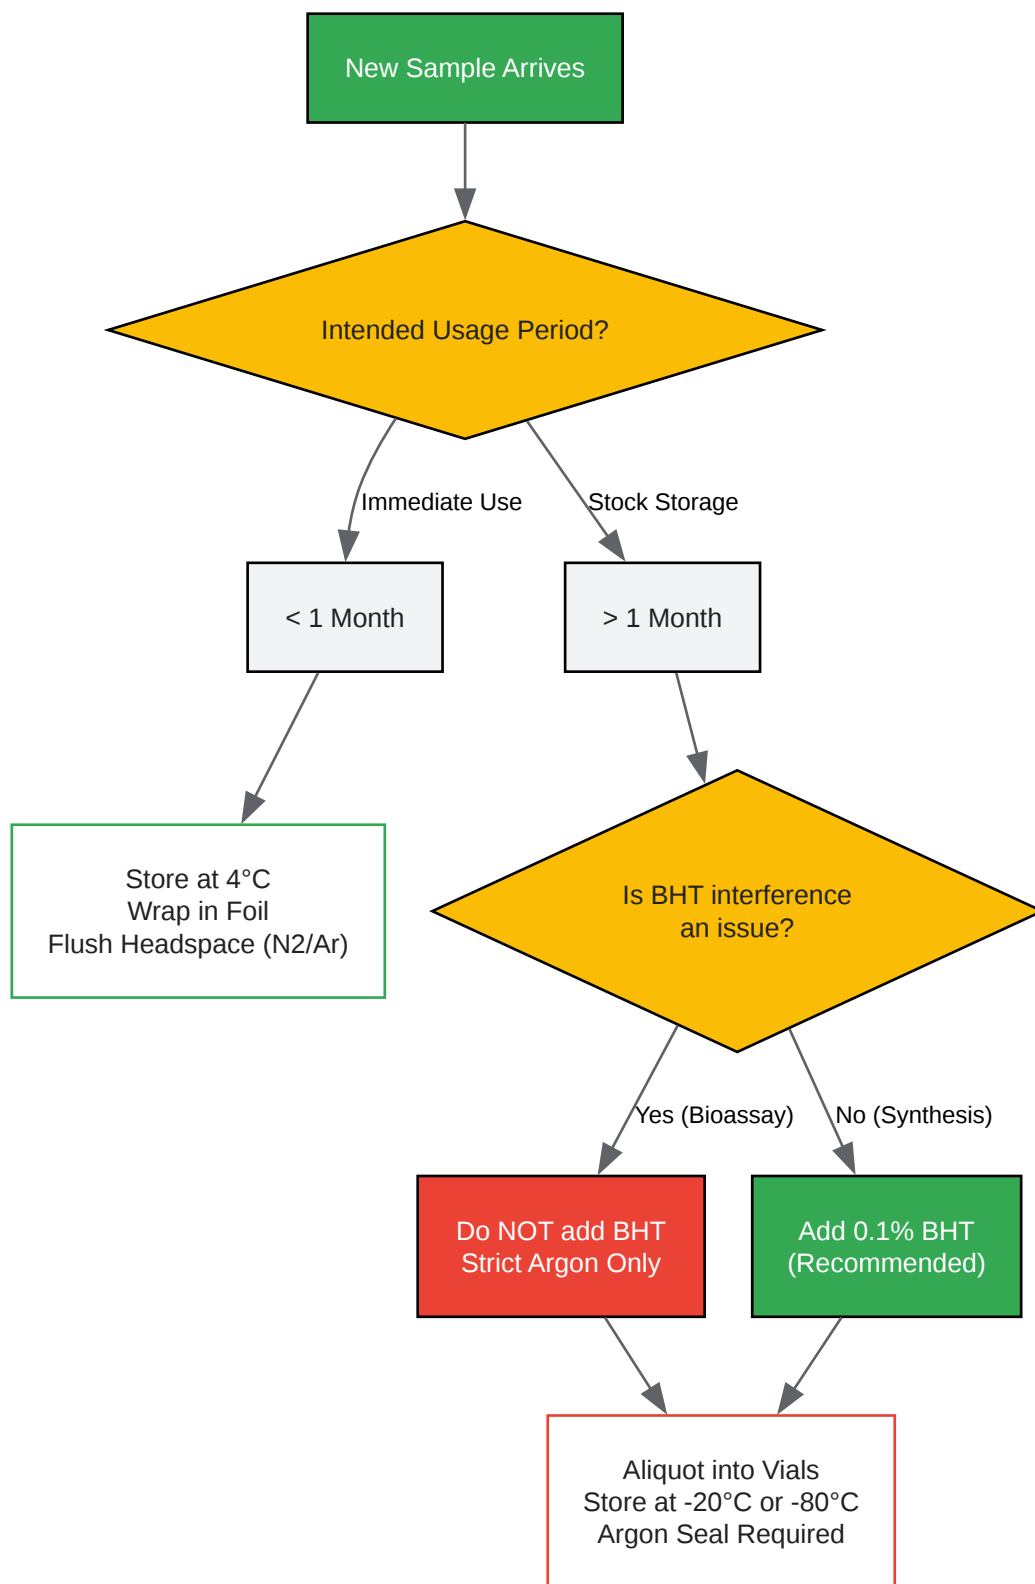 New Sample Arrives
Intended Usage Period?
Immediate Use
Stock Storage
< 1 Month
> 1 Month
Store at 4°C
Wrap in Foil
Flush Headspace (N2/Ar)
Is BHT interference
an issue?
Yes (Bioassay)
No (Synthesis)
Do NOT add BHT
Strict Argon Only
Add 0.1% BHT
(Recommended)
Aliquot into Vials
Store at -20°C or -80°C
Argon Seal Required